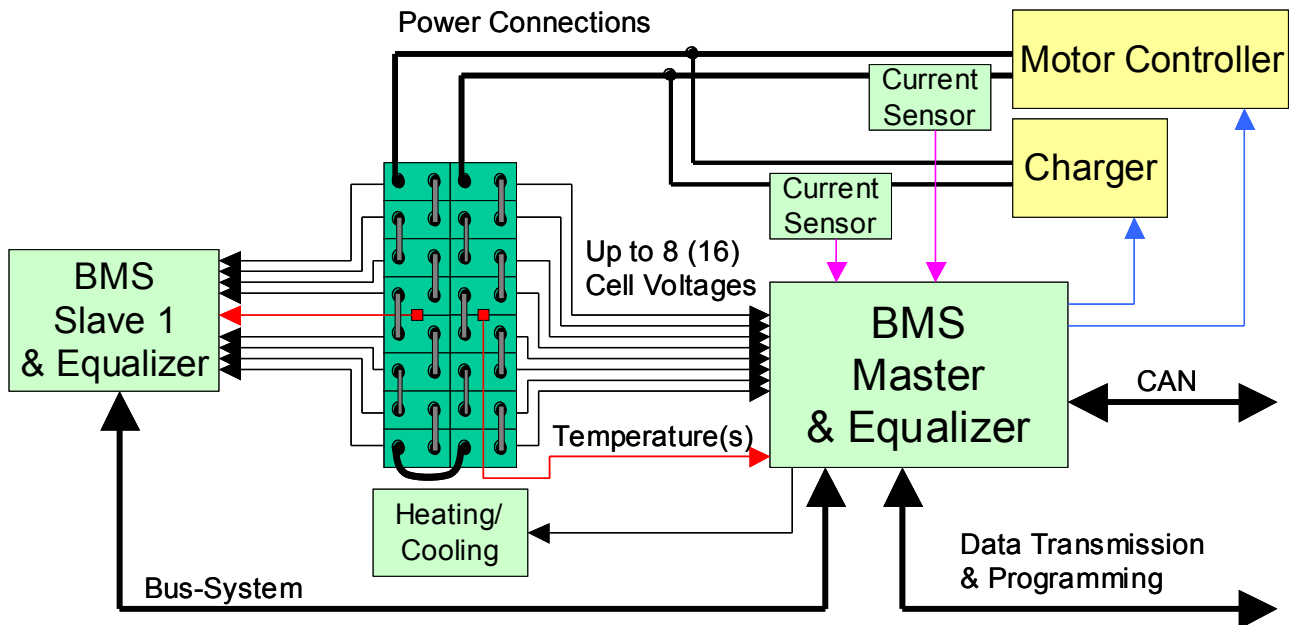 Power Connections
Motor Controller
Current
Sensor
Charger
Current
Sensor
Up to 8 (16)
Cell Voltages
BMS
Slave 1
& Equalizer
BMS
Master
& Equalizer
CAN
Temperature(s)
Heating/
Cooling
Data Transmission
& Programming
Bus-System